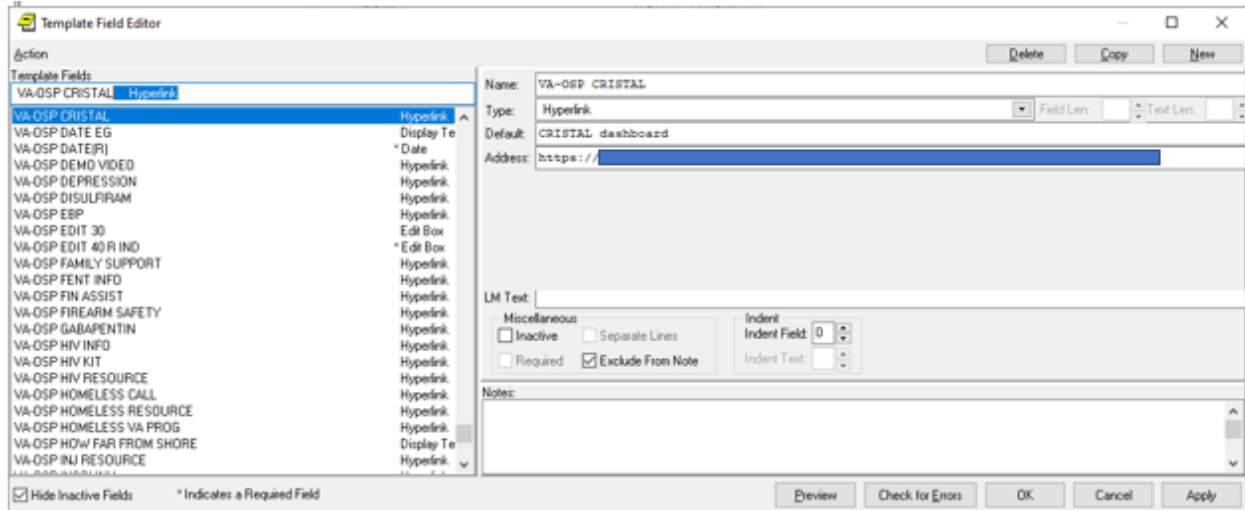 Template Field Editor
Action
Delete Copy New
Template Fields
VA-OSP CRISTAL Hyperlink
VA-OSP CRISTAL Hyperlink
VA-OSP DATE EG Display Te
VA-OSP DATE(R) * Date
VA-OSP DEMO VIDEO Hyperlink
VA-OSP DEPRESSION Hyperlink
VA-OSP DISULFIRAM Hyperlink
VA-OSP EBP Hyperlink
VA-OSP EDIT 30 Edit Box
VA-OSP EDIT 40 R IND * Edit Box
VA-OSP FAMILY SUPPORT Hyperlink
VA-OSP FENT INFO Hyperlink
VA-OSP FIN ASSIST Hyperlink
VA-OSP FIREARM SAFETY Hyperlink
VA-OSP GABAPENTIN Hyperlink
VA-OSP HIV INFO Hyperlink
VA-OSP HIV KIT Hyperlink
VA-OSP HIV RESOURCE Hyperlink
VA-OSP HOMELESS CALL Hyperlink
VA-OSP HOMELESS RESOURCE Hyperlink
VA-OSP HOMELESS VA PROG Hyperlink
VA-OSP HOW FAR FROM SHORE Display Te
VA-OSP INJ RESOURCE Hyperlink
Name: VA-OSP CRISTAL
Type: Hyperlink Field Len: Text Len:
Default: CRISTAL dashboard
Address: https://
LM Text:
Miscellaneous
Inactive Separate Lines
Required Exclude From Note
Indent
Indent Field: 0
Indent Text:
Notes:
Hide Inactive Fields * Indicates a Required Field
Preview Check for Errors OK Cancel Apply